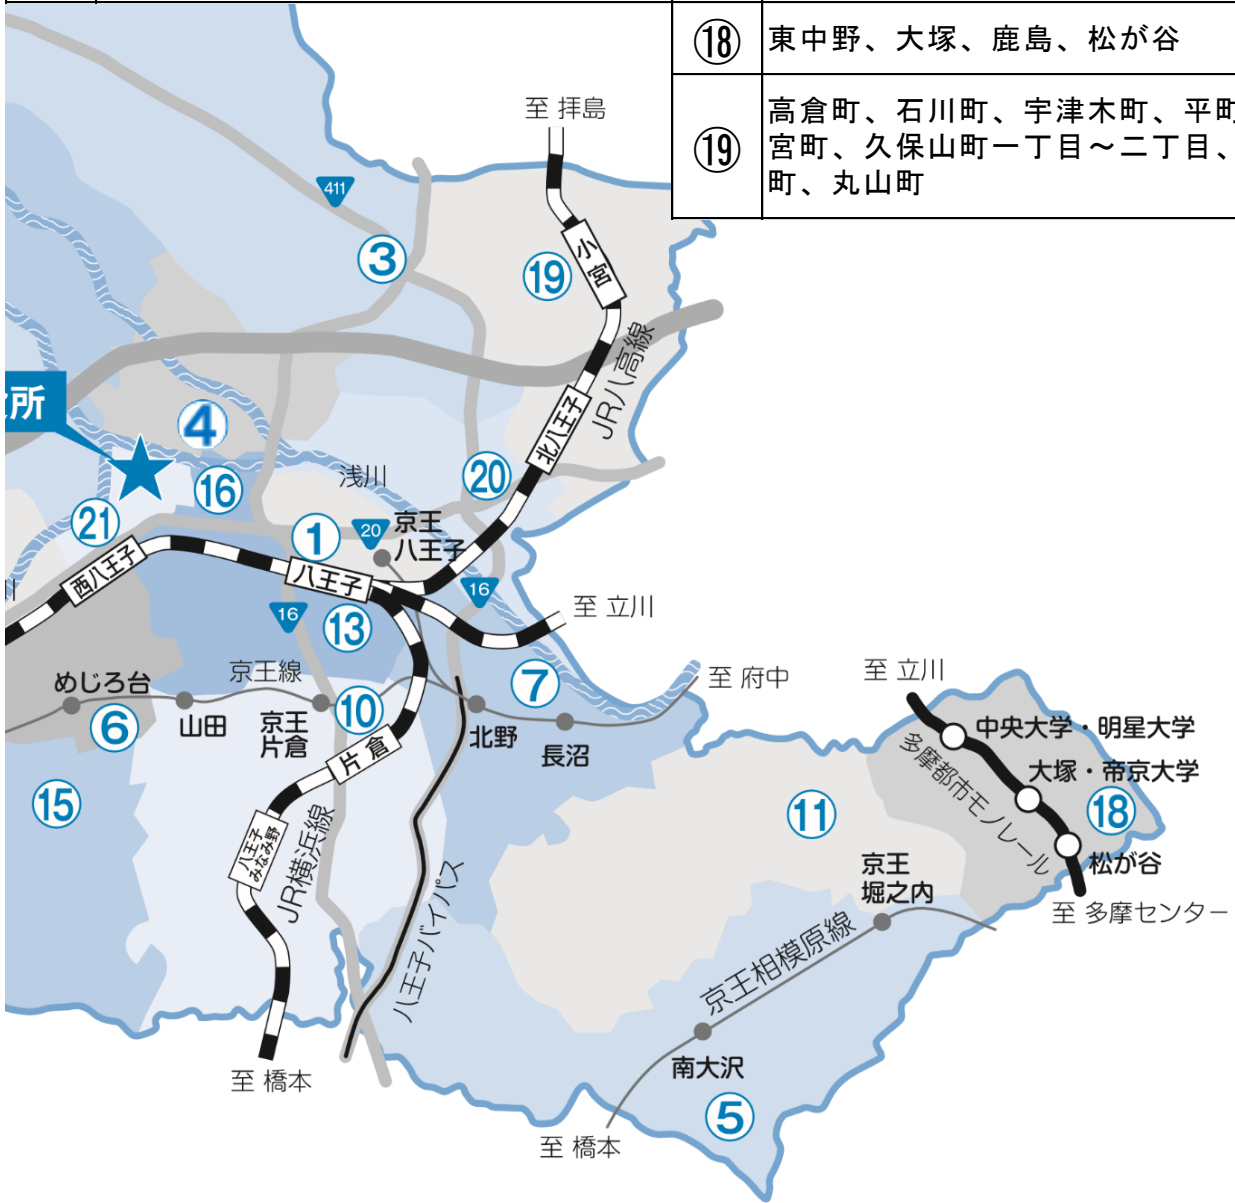 ⑱ 東中野、大塚、鹿島、松が谷
⑲ 高倉町、石川町、宇津木町、平町
宮町、久保山町一丁目～二丁目、
町、丸山町
至 拝島
411
③
⑲
小宮
JR八高線
所
④
北八王子
浅川
⑯
⑳
㉑
①
20
京王
八王子
西八王子
八王子
16
至 立川
川
16
⑬
京王線
めじろ台
⑦
至 府中
至 立川
⑥
山田
京王
片倉
⑩
北野
長沼
中央大学・明星大学
片倉
大塚・帝京大学
多摩都市モノレール
⑮
⑪
⑱
八王子
みなみ野
JR横浜線
八王子バイパス
京王
堀之内
松が谷
至 多摩センター
京王相模原線
南大沢
至 橋本
⑤
至 橋本